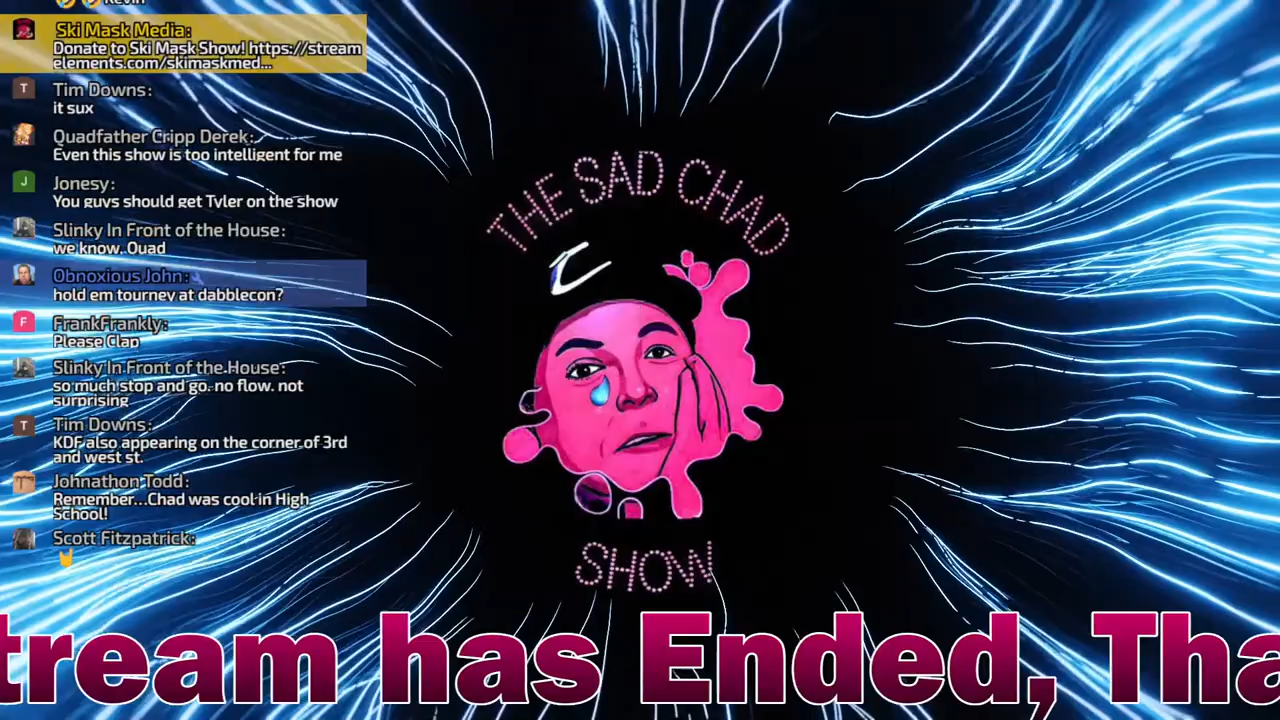 Kevin
Ski Mask Media:
Donate to Ski Mask Show! https://stream
elements.com/skimaskmed...
T
Tim Downs:
it sux
Quadfather Cripp Derek:
Even this show is too intelligent for me
J
Jonesy:
You guys should get Tyler on the show
Slinky In Front of the House:
we know. Quad
Obnoxious John:
hold em tourney at dabblecon?
F
FrankFrankly:
Please Clap
Slinky In Front of the House:
so much stop and go. no flow. not
surprising
T
Tim Downs:
KDF also appearing on the corner of 3rd
and west st.
Johnathon Todd:
Remember...Chad was cool in High
School!
Scott Fitzpatrick:
THE SAD CHAD
SHOW
tream has Ended, Tha